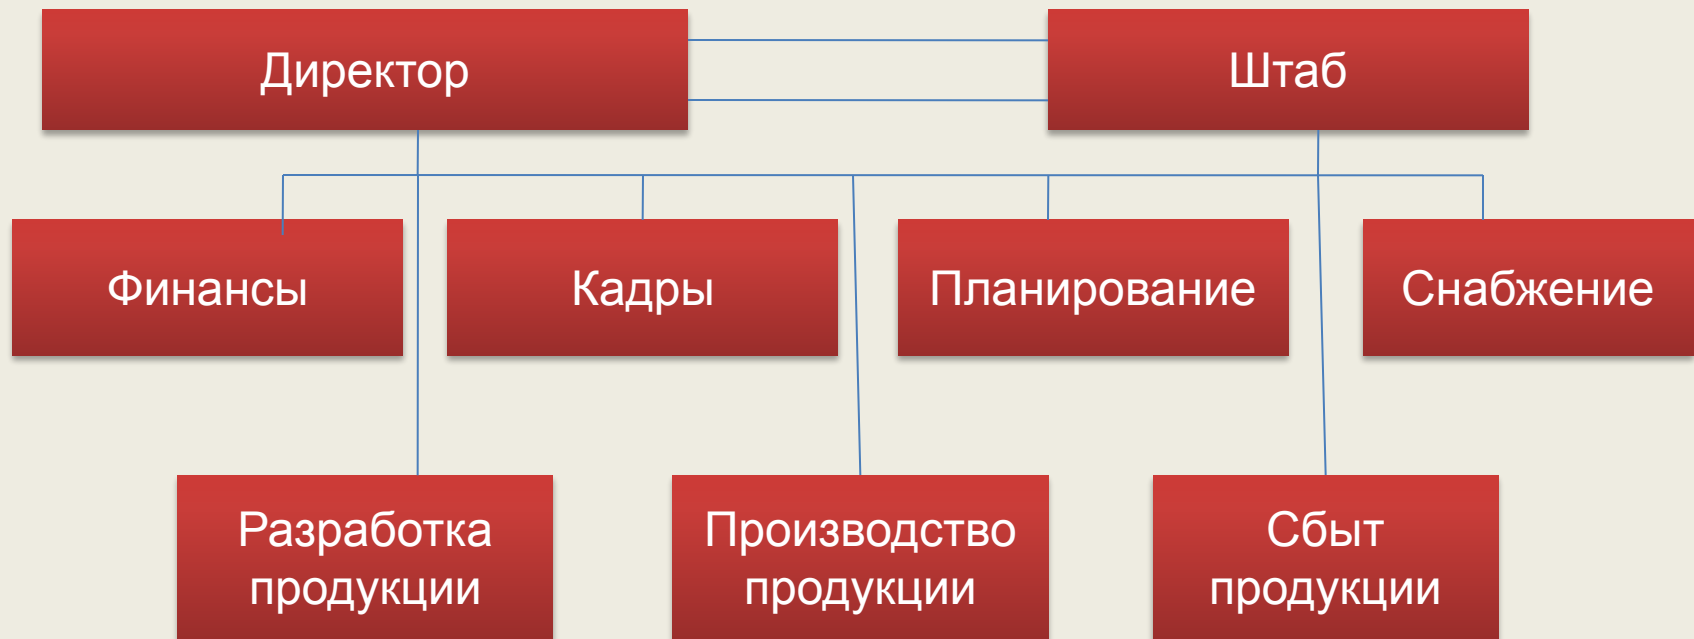 Директор
Штаб
Финансы
Кадры
Планирование
Снабжение
Разработка
продукции
Производство
продукции
Сбыт
продукции